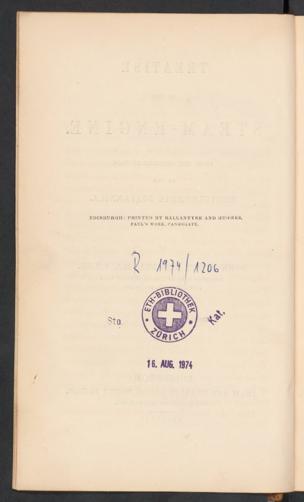 EDINBURGH: PRINTED BY BALLANTYNE AND HUGHES,
PAUL'S WORK, CANONGATE.
R 1974/1206
Sto.
ETH-BIBLIOTHEK
ZÜRICH
Kat.
16. AUG. 1974